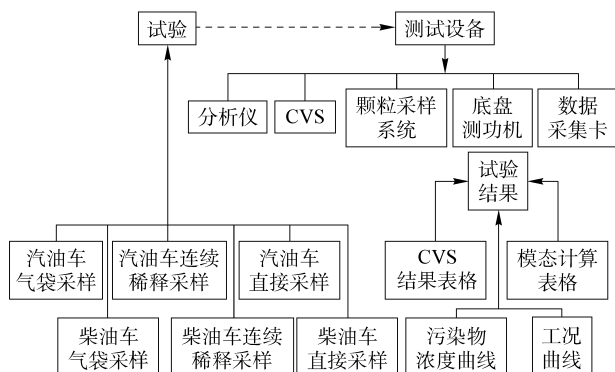 试验
测试设备
分析仪
CVS
颗粒采样
系统
底盘
测功机
数据
采集卡
试验
结果
汽油车
气袋采样
汽油车连续
稀释采样
汽油车
直接采样
CVS
结果表格
模态计算
表格
柴油车
气袋采样
柴油车连续
稀释采样
柴油车
直接采样
污染物
浓度曲线
工况
曲线